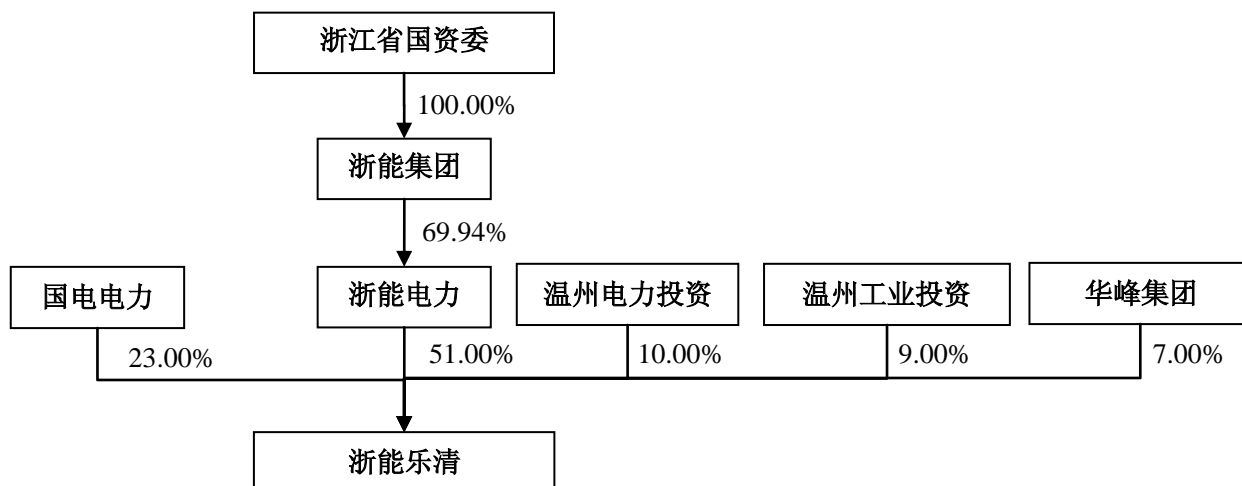 浙江省国资委
100.00%
浙能集团
69.94%
国电电力
浙能电力
温州电力投资
温州工业投资
华峰集团
23.00%
51.00%
10.00%
9.00%
7.00%
浙能乐清